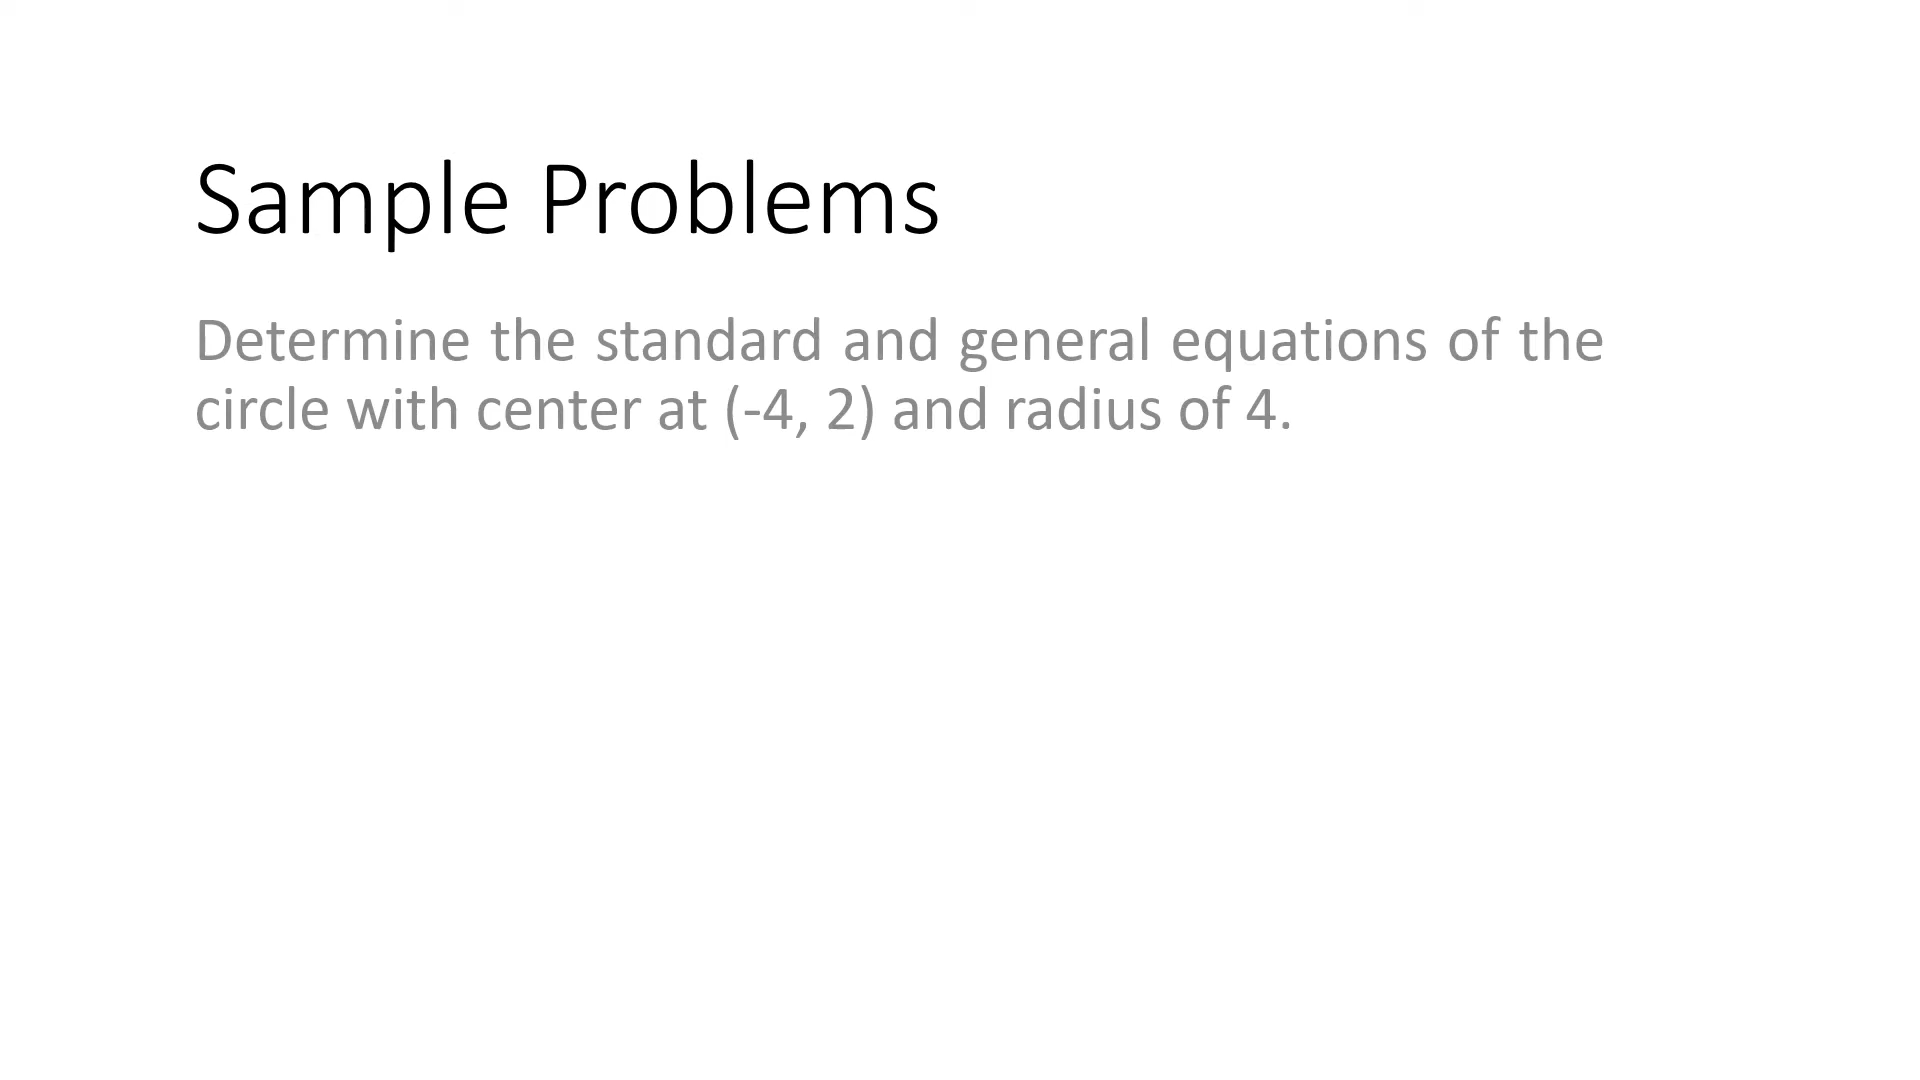 Sample Problems
Determine the standard and general equations of the
circle with center at (-4, 2) and radius of 4.